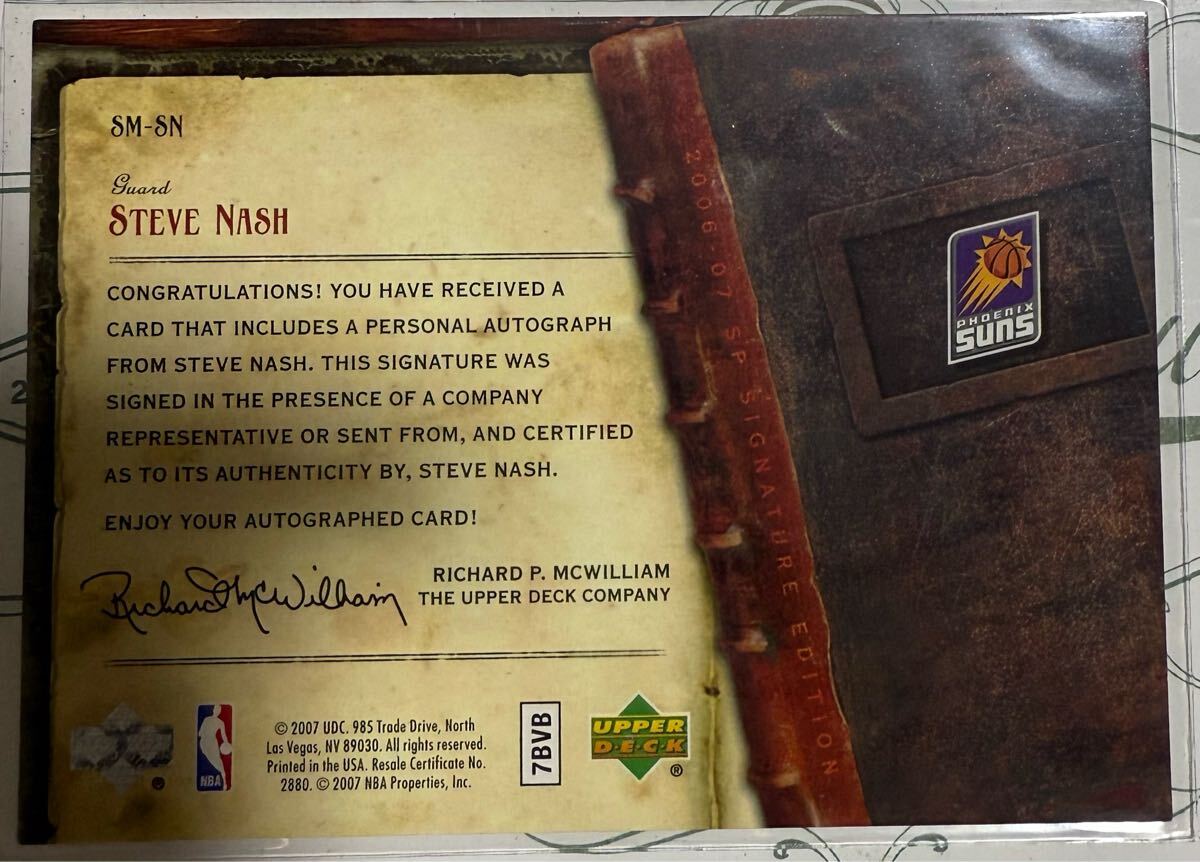 SM-SN
Guard
STEVE NASH
CONGRATULATIONS! YOU HAVE RECEIVED A
CARD THAT INCLUDES A PERSONAL AUTOGRAPH
FROM STEVE NASH. THIS SIGNATURE WAS
SIGNED IN THE PRESENCE OF A COMPANY
REPRESENTATIVE OR SENT FROM, AND CERTIFIED
AS TO ITS AUTHENTICITY BY, STEVE NASH.
ENJOY YOUR AUTOGRAPHED CARD!
Richard McWilliam
RICHARD P. MCWILLIAM
THE UPPER DECK COMPANY
NBA
© 2007 UDC. 985 Trade Drive, North
Las Vegas, NV 89030. All rights reserved.
Printed in the USA. Resale Certificate No.
2880. © 2007 NBA Properties, Inc.
7BVB
UPPER
D·E·C·K
®
®
2006 07 SP SIGNATURE EDITION
PHOENIX
SUNS